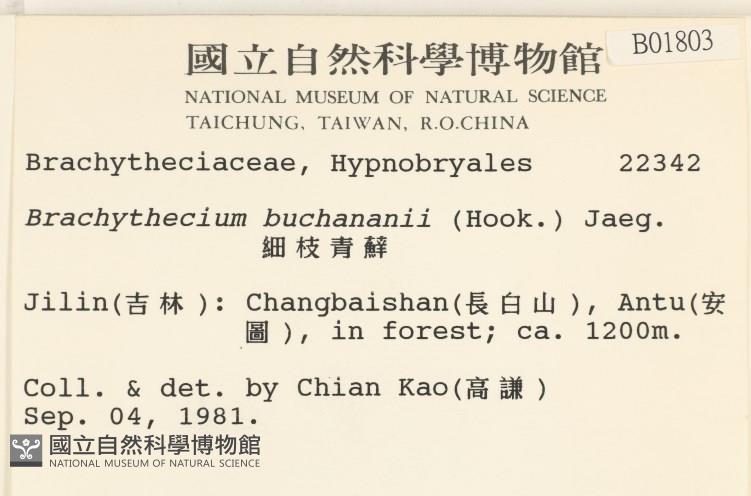 國立自然科學博物館
B01803
NATIONAL MUSEUM OF NATURAL SCIENCE
TAICHUNG, TAIWAN, R.O.CHINA
Brachytheciaceae, Hypnobryales 22342
Brachythecium buchananii (Hook.) Jaeg.
細枝青蘚
Jilin(吉林): Changbaishan(長白山), Antu(安
圖), in forest; ca. 1200m.
Coll. & det. by Chian Kao(高謙)
Sep. 04, 1981.
國立自然科學博物館
NATIONAL MUSEUM OF NATURAL SCIENCE